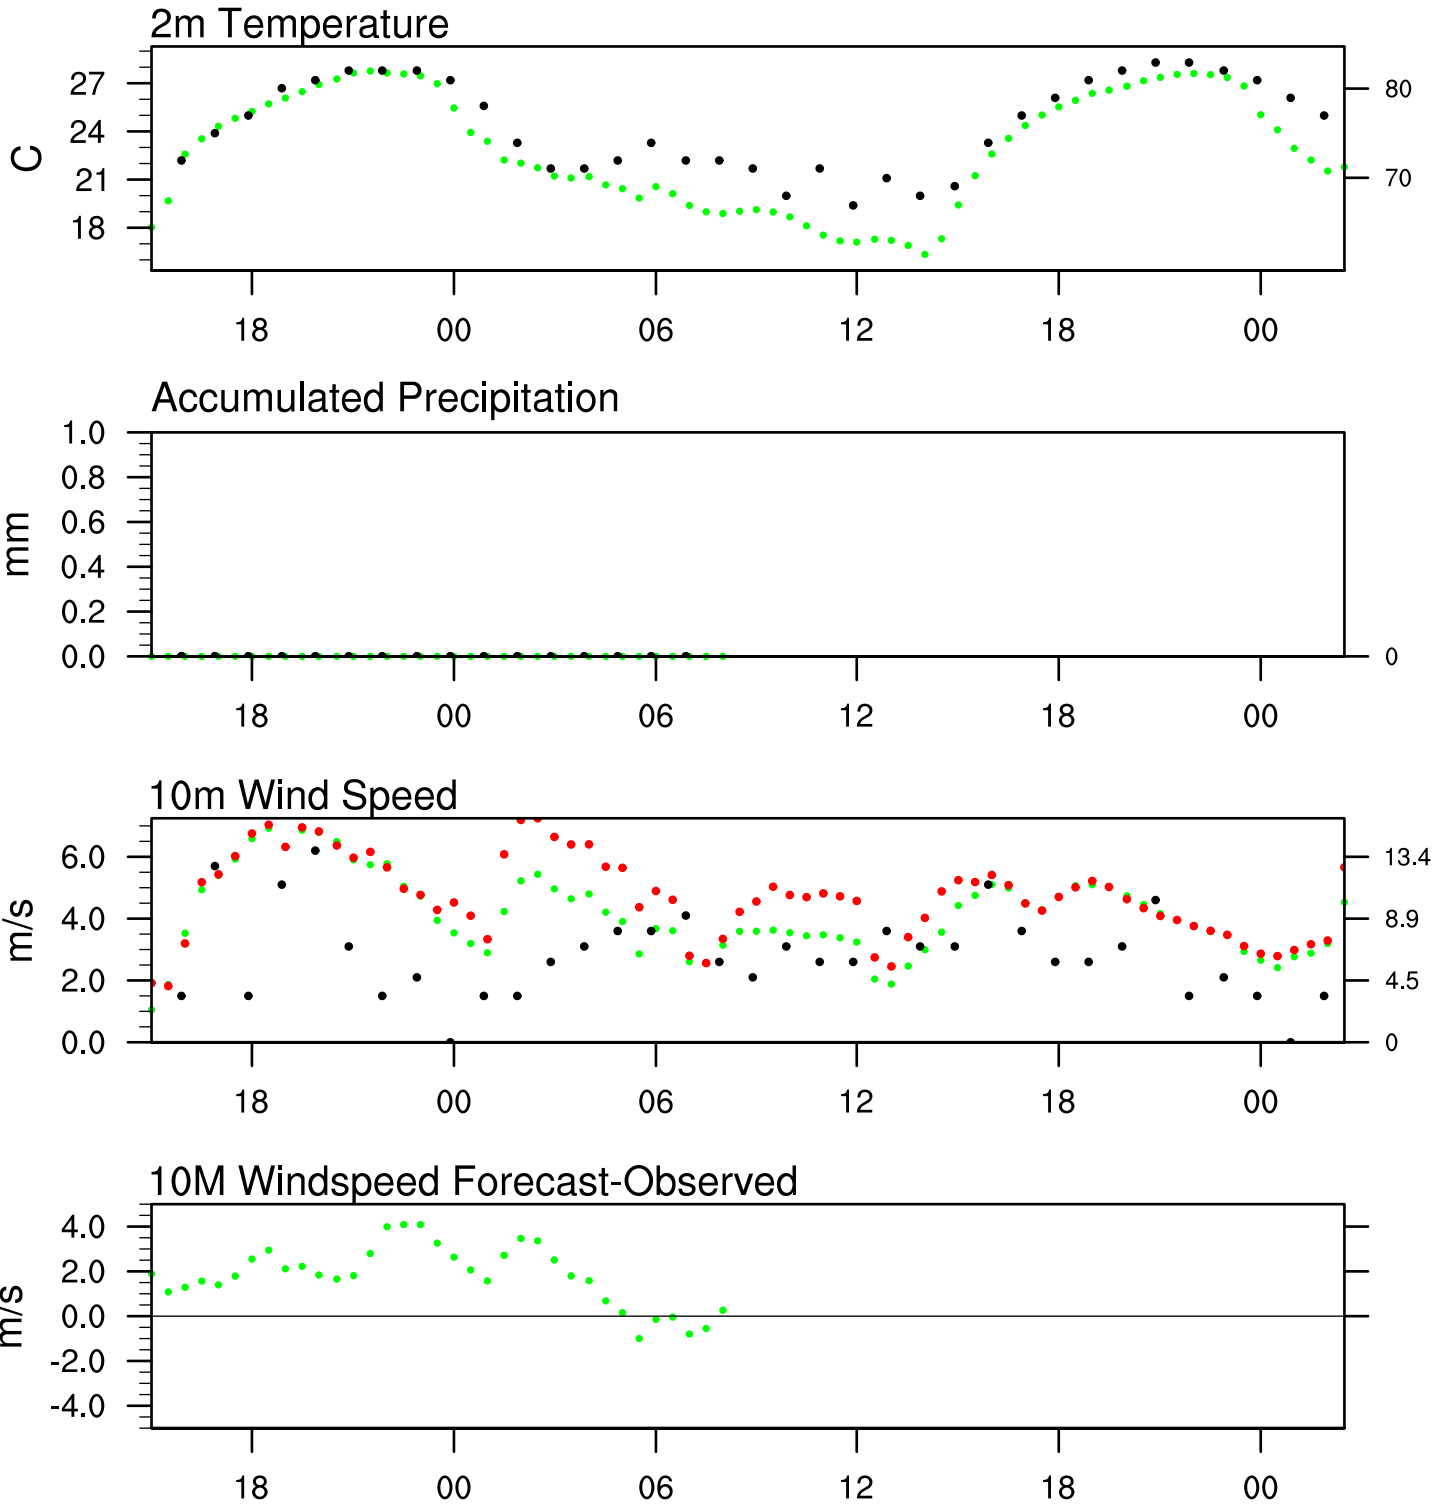 2m Temperature
27
24
21
18
C
80
70
18 00 06 12 18 00
Accumulated Precipitation
1.0
0.8
0.6
0.4
0.2
0.0
mm
0
18 00 06 12 18 00
10m Wind Speed
6.0
4.0
2.0
0.0
m/s
13.4
8.9
4.5
0
18 00 06 12 18 00
10M Windspeed Forecast-Observed
4.0
2.0
0.0
-2.0
-4.0
m/s
18 00 06 12 18 00